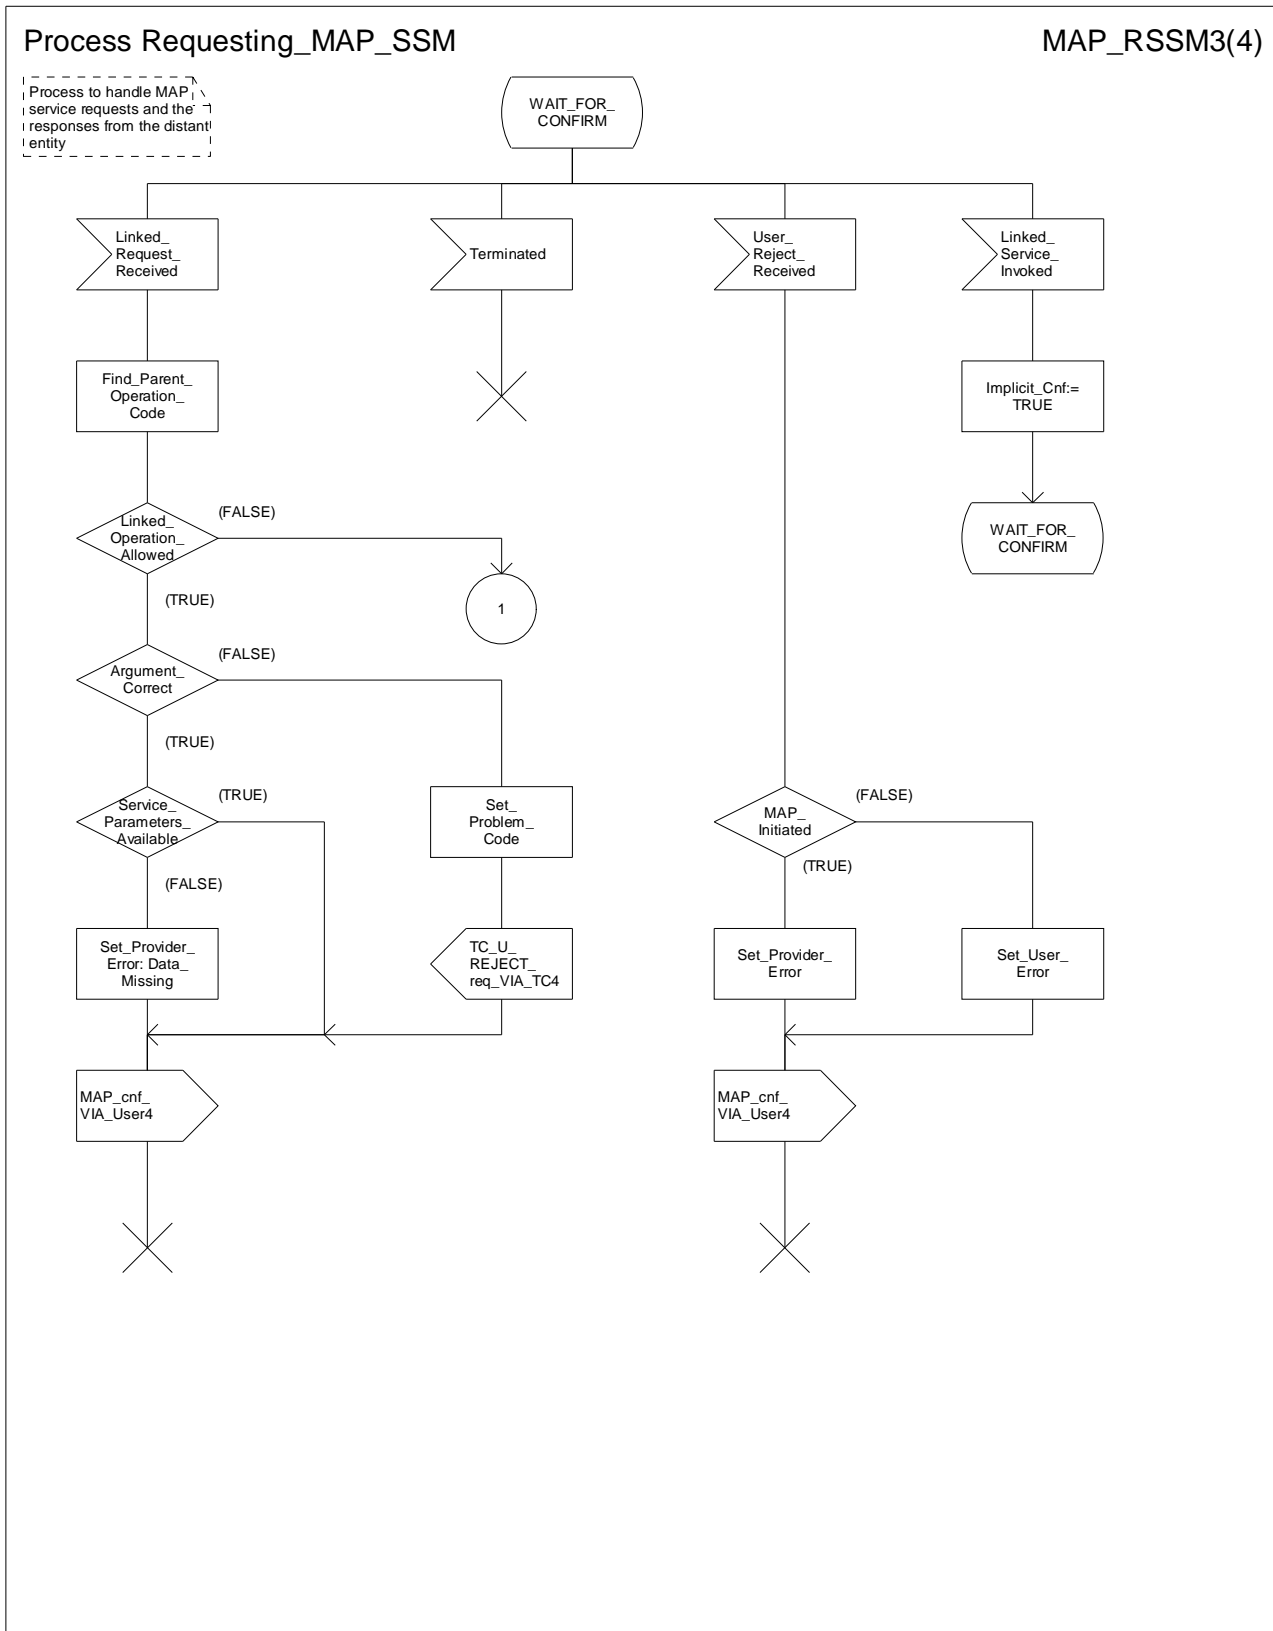 Process Requesting_MAP_SSM
MAP_RSSM3(4)
Process to handle MAP
service requests and the
responses from the distant
entity
WAIT_FOR_
CONFIRM
Linked_
Request_
Received
Terminated
User_
Reject_
Received
Linked_
Service_
Invoked
Find_Parent_
Operation_
Code
Implicit_Cnf:=
TRUE
Linked_
Operation_
Allowed
(FALSE)
WAIT_FOR_
CONFIRM
(TRUE)
1
Argument_
Correct
(FALSE)
(TRUE)
Service_
Parameters_
Available
(TRUE)
Set_
Problem_
Code
MAP_
Initiated
(FALSE)
(FALSE)
(TRUE)
Set_Provider_
Error: Data_
Missing
TC_U_
REJECT_
req_VIA_TC4
Set_Provider_
Error
Set_User_
Error
MAP_cnf_
VIA_User4
MAP_cnf_
VIA_User4